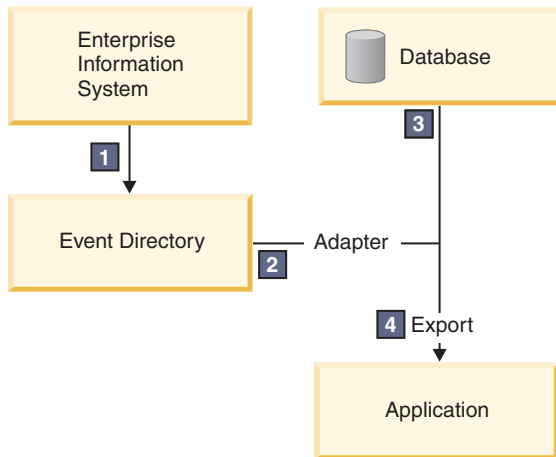 Enterprise
Information
System
Database
1
3
Event Directory
Adapter
2
4 Export
Application